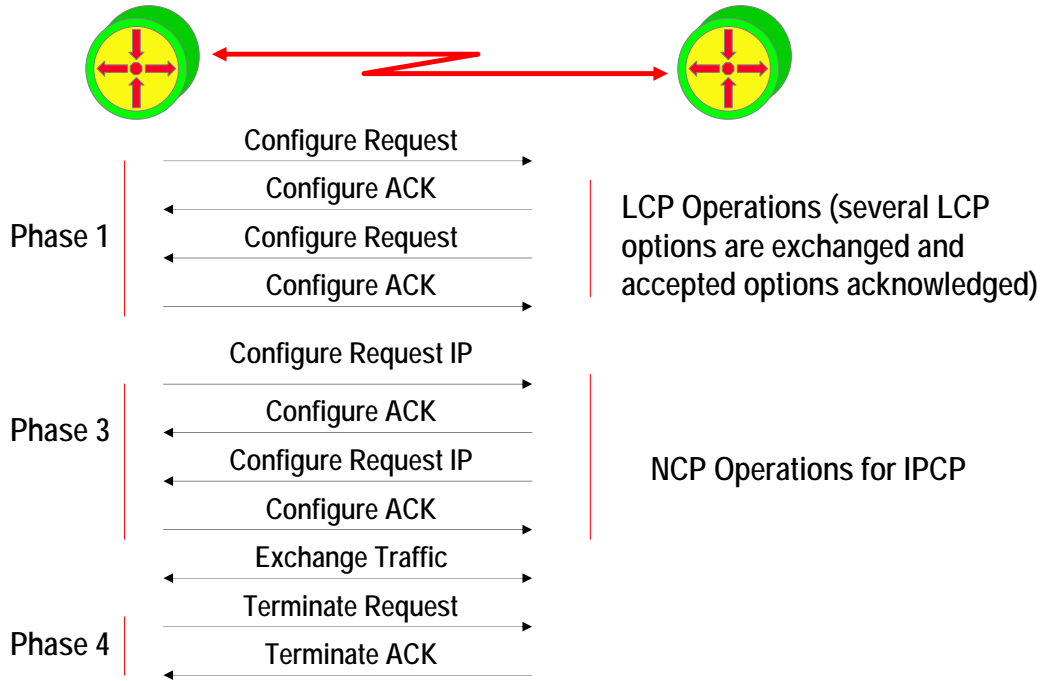 Configure Request
Configure ACK
Phase 1
Configure Request
Configure ACK
LCP Operations (several LCP
options are exchanged and
accepted options acknowledged)
Configure Request IP
Configure ACK
Phase 3
Configure Request IP
Configure ACK
NCP Operations for IPCP
Exchange Traffic
Terminate Request
Phase 4
Terminate ACK